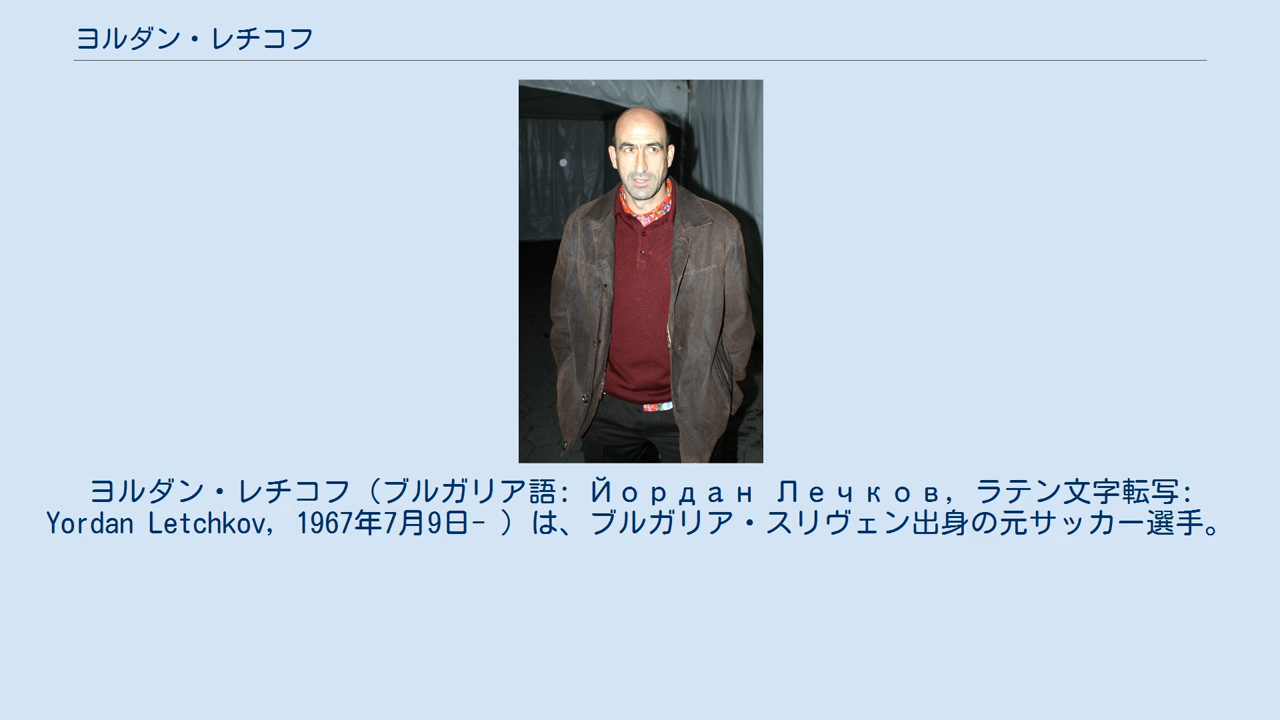 ヨルダン・レチコフ
ヨルダン・レチコフ（ブルガリア語: Йордан Лечков, ラテン文字転写:
Yordan Letchkov, 1967年7月9日- ）は、ブルガリア・スリヴェン出身の元サッカー選手。